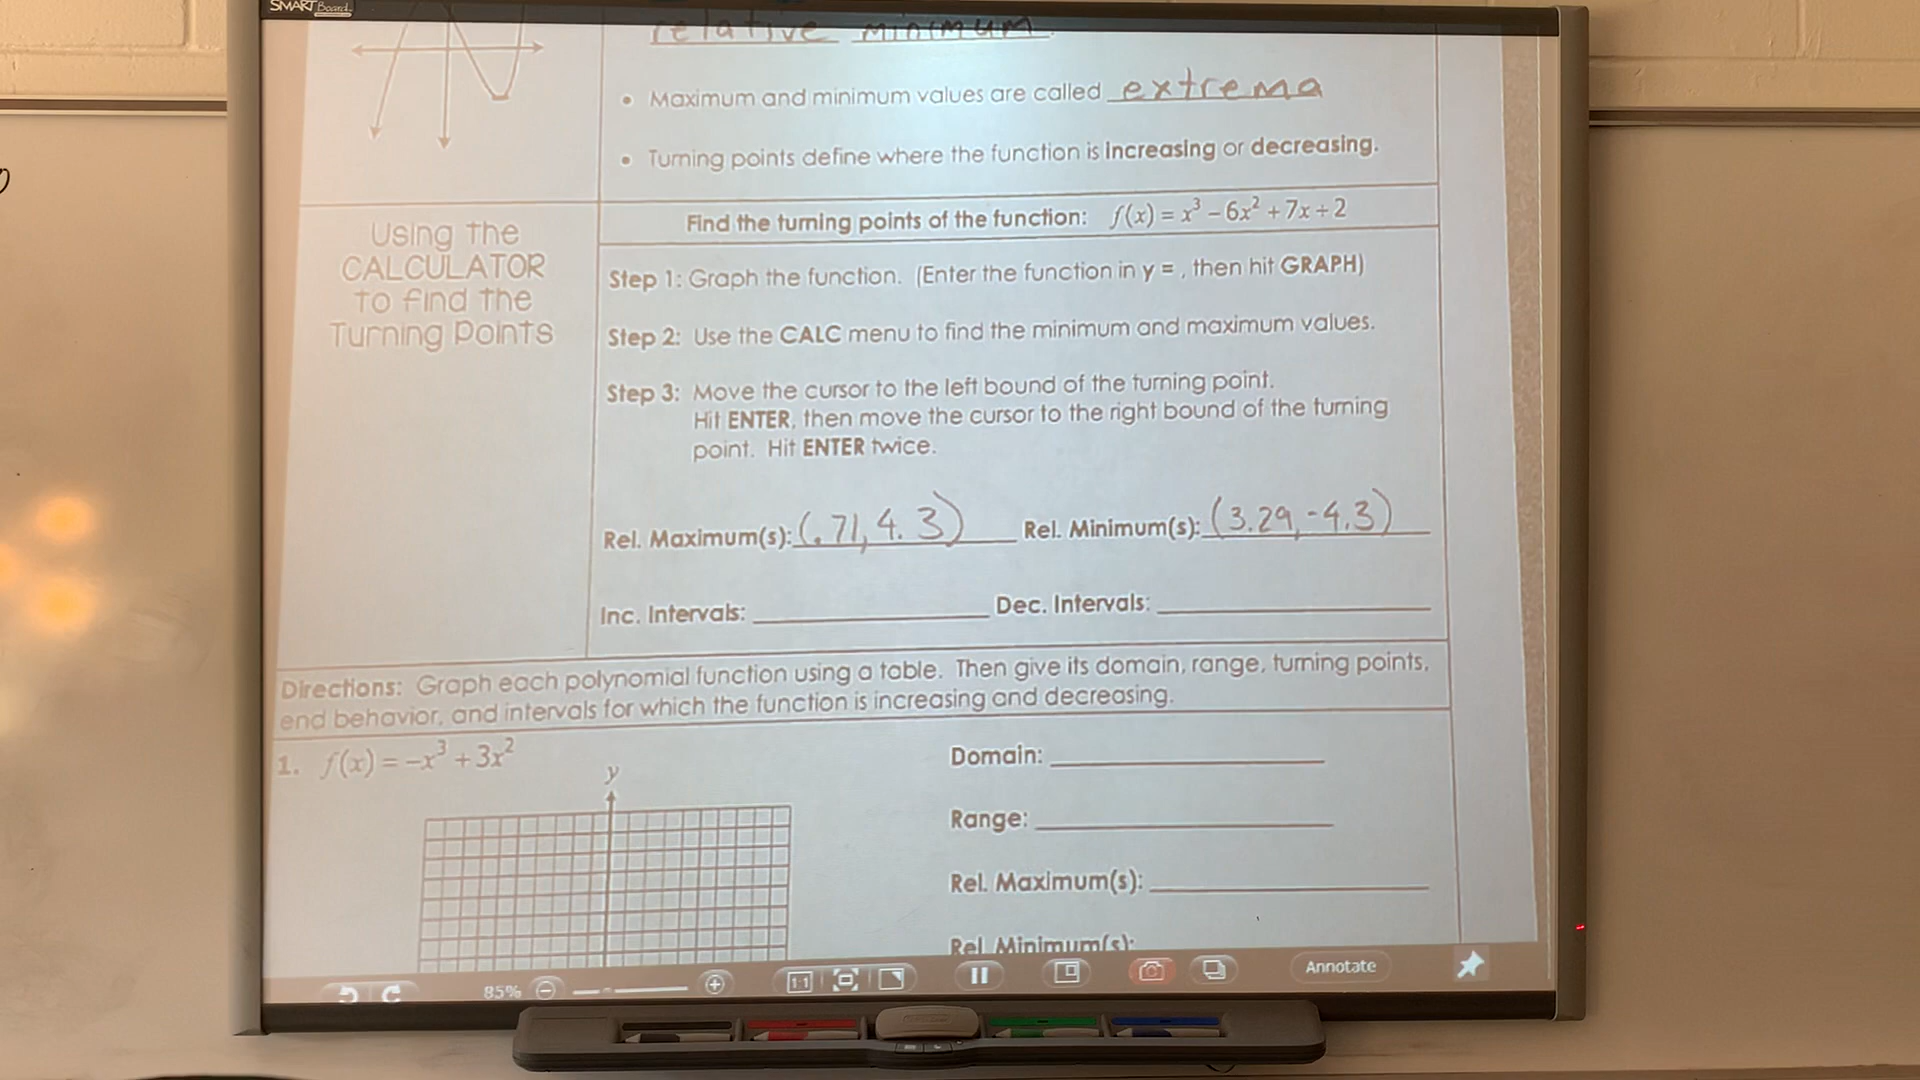 SMART Board
relative minimum.
• Maximum and minimum values are called extrema
• Turning points define where the function is increasing or decreasing.
Using the
CALCULATOR
to find the
Turning Points
Find the turning points of the function: f(x) = x³ − 6x² + 7x + 2
Step 1: Graph the function. (Enter the function in y = , then hit GRAPH)
Step 2: Use the CALC menu to find the minimum and maximum values.
Step 3: Move the cursor to the left bound of the turning point.
Hit ENTER, then move the cursor to the right bound of the turning
point. Hit ENTER twice.
Rel. Maximum(s): (.71, 4.3) Rel. Minimum(s): (3.29, -4.3)
Inc. Intervals: Dec. Intervals:
Directions: Graph each polynomial function using a table. Then give its domain, range, turning points,
end behavior, and intervals for which the function is increasing and decreasing.
1. f(x) = −x³ + 3x²
y
Domain:
Range:
Rel. Maximum(s):
Rel. Minimum(s):
85%
1:1
Annotate